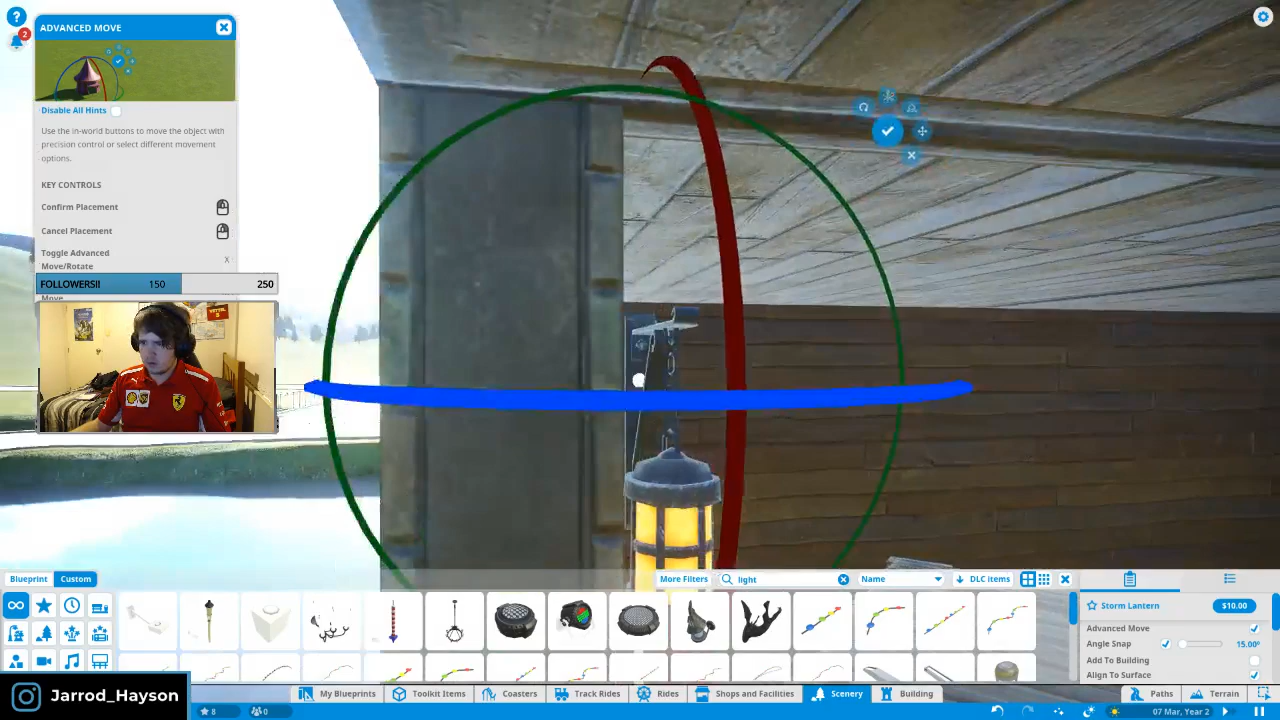 ADVANCED MOVE
2
Disable All Hints
Use the in-world buttons to move the object with
precision control or select different movement
options.
KEY CONTROLS
Confirm Placement
Cancel Placement
Toggle Advanced
Move/Rotate
X
FOLLOWERS!! 150 250
Move
Blueprint Custom
More Filters
light
Name
DLC items
Storm Lantern $10.00
Advanced Move
Angle Snap 15.00°
Add To Building
Align To Surface
Jarrod_Hayson
My Blueprints Toolkit Items Coasters Track Rides Rides Shops and Facilities Scenery Building Paths Terrain
8 0
07 Mar, Year 2